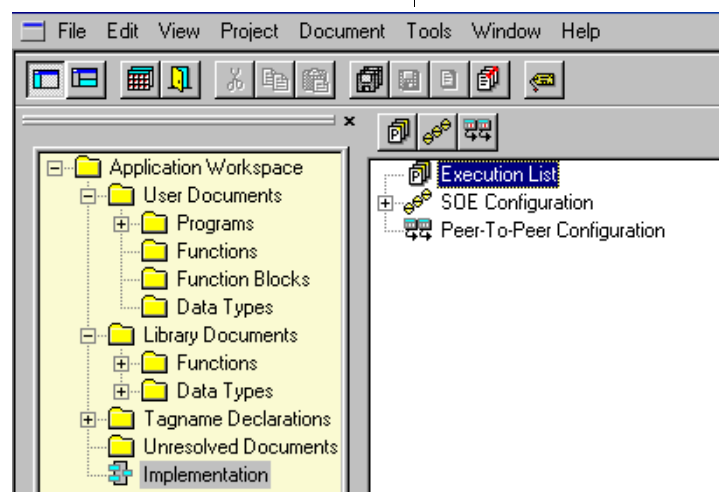 File Edit View Project Document Tools Window Help
Application Workspace
User Documents
Programs
Functions
Function Blocks
Data Types
Library Documents
Functions
Data Types
Tagname Declarations
Unresolved Documents
Implementation
Execution List
SOE Configuration
Peer-To-Peer Configuration